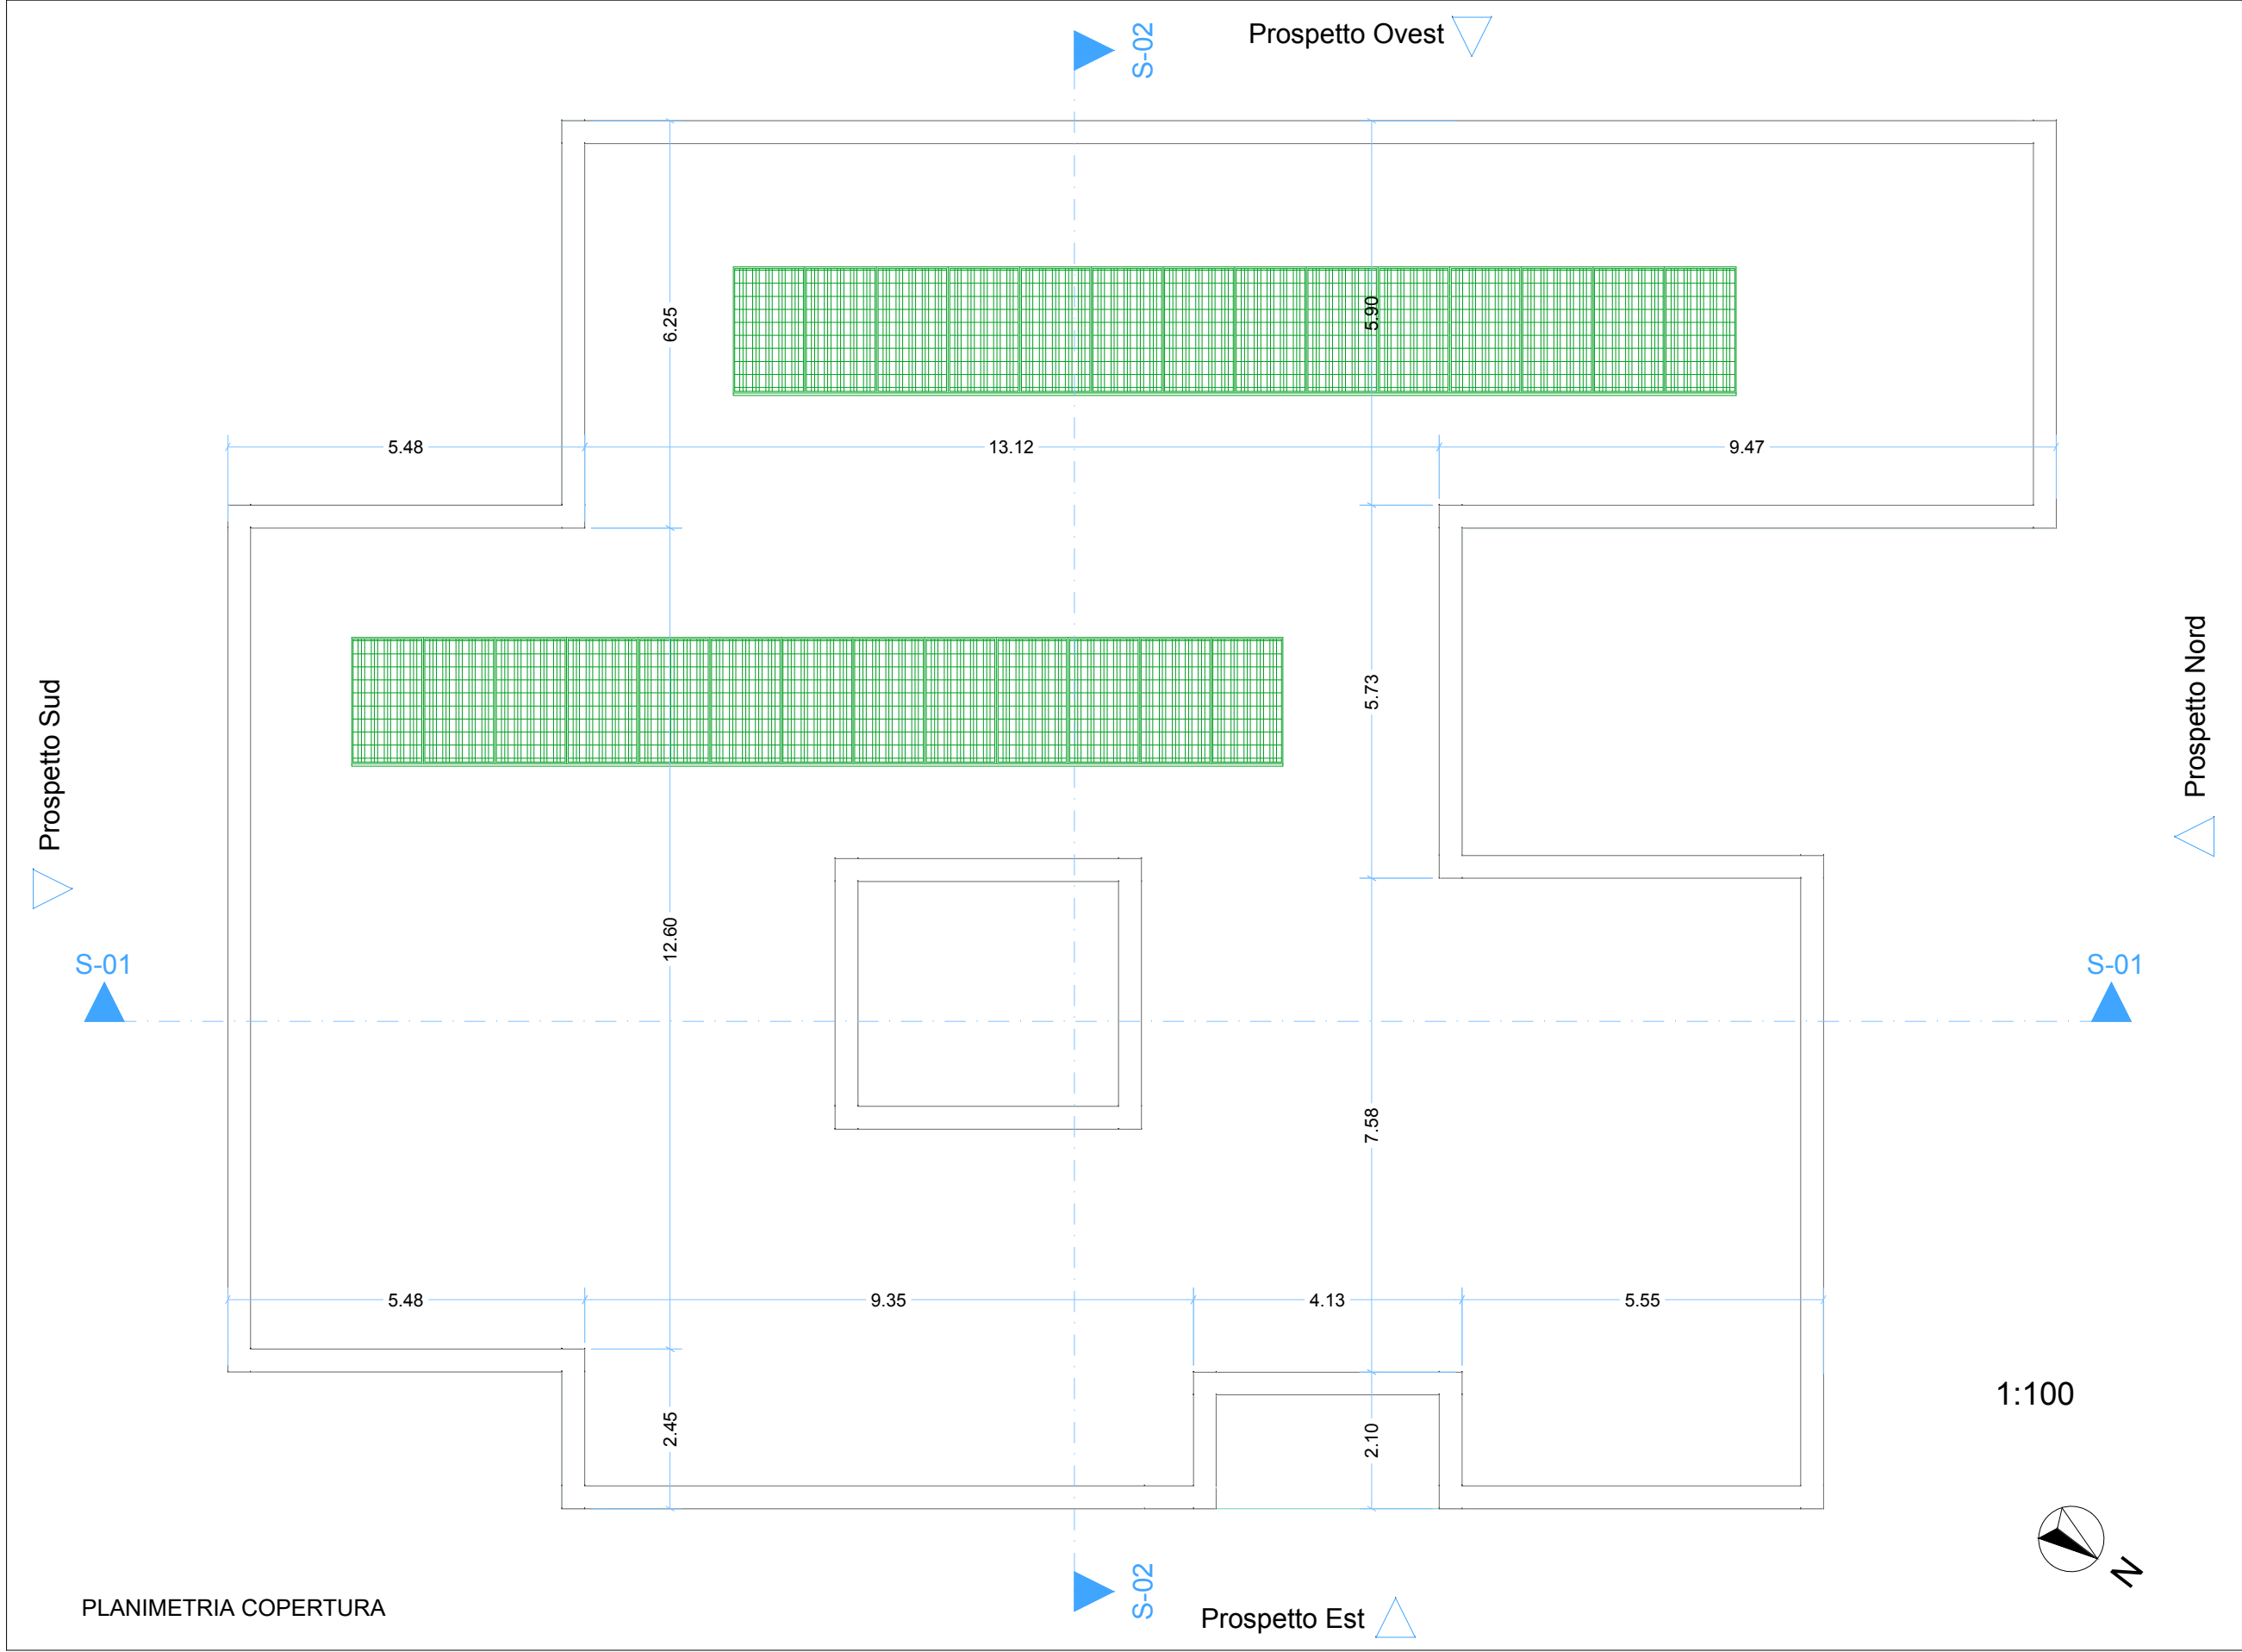 Prospetto Ovest
S-02
6.25
5.90
5.48
13.12
9.47
Prospetto Sud
5.73
Prospetto Nord
12.60
S-01
S-01
7.58
5.48
9.35
4.13
5.55
1:100
2.45
2.10
N
S-02
PLANIMETRIA COPERTURA
Prospetto Est